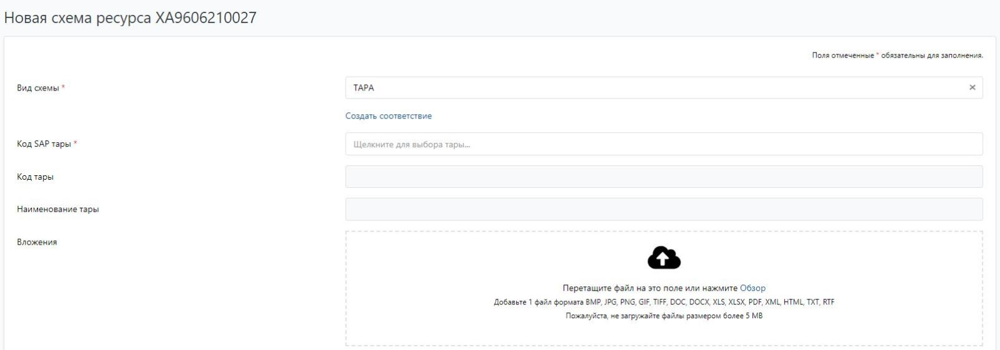 Новая схема ресурса XA9606210027
Поля отмеченные * обязательны для заполнения.
Вид схемы *
ТАРА
×
Создать соответствие
Код SAP тары *
Щелкните для выбора тары...
Код тары
Наименование тары
Вложения
Перетащите файл на это поле или нажмите Обзор
Добавьте 1 файл формата BMP, JPG, PNG, GIF, TIFF, DOC, DOCX, XLS, XLSX, PDF, XML, HTML, TXT, RTF
Пожалуйста, не загружайте файлы размером более 5 MB